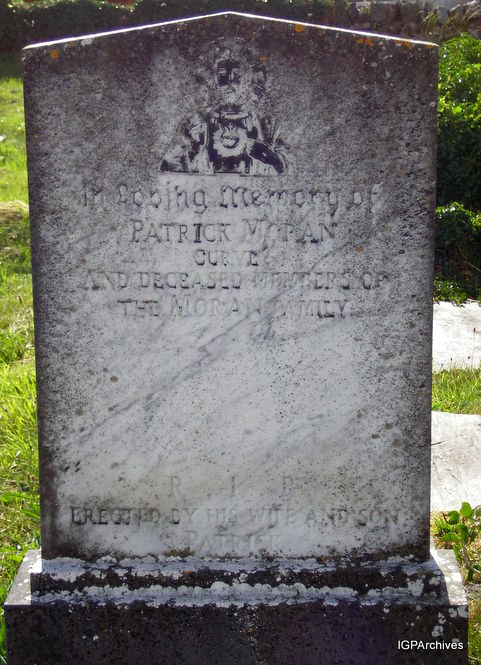 In Loving Memory of
PATRICK MORAN
CURVE
AND DECEASED MEMBERS OF
THE MORAN FAMILY
R I P
ERECTED BY HIS WIFE AND SON
PATRICK
IGPArchives